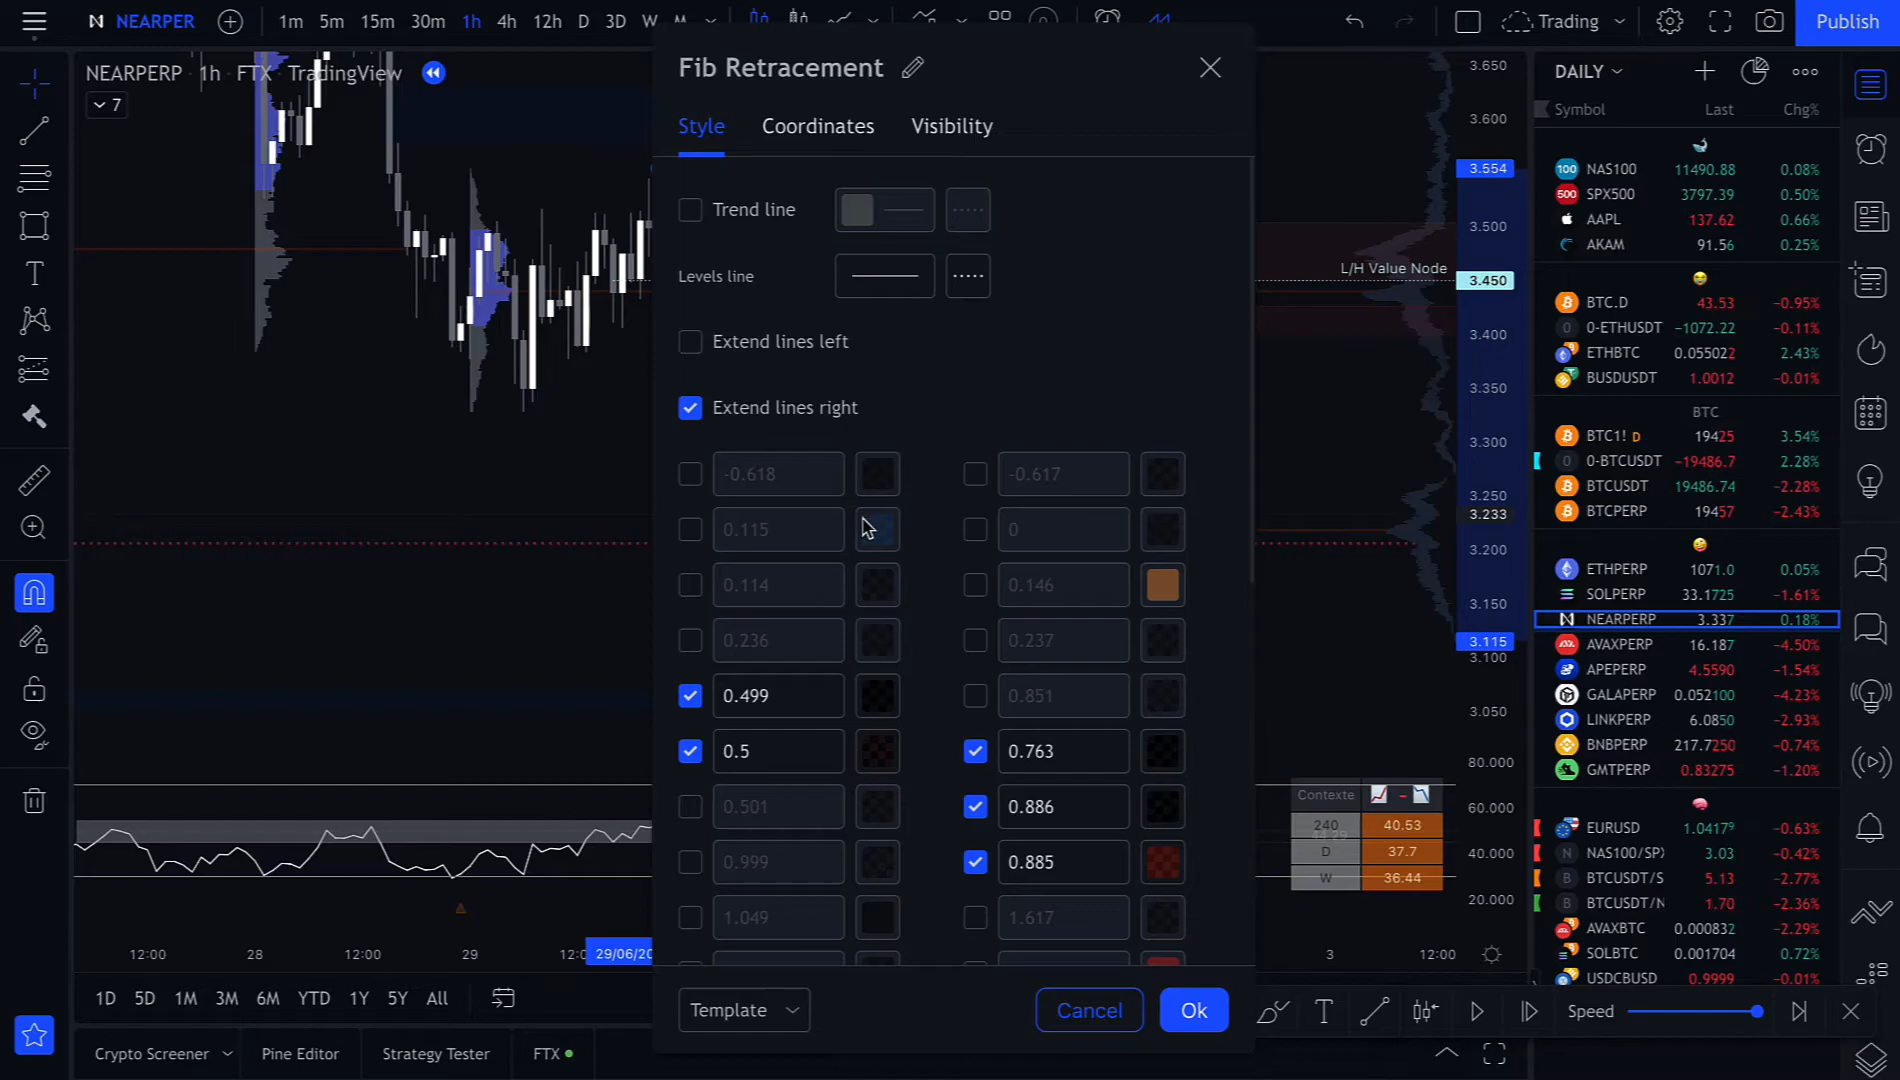 NEARPER 1m 5m 15m 30m 1h 4h 12h D 3D W M Trading Publish
NEARPERP · 1h · FTX · TradingView
7
Fib Retracement
Style Coordinates Visibility
Trend line
Levels line
Extend lines left
Extend lines right
-0.618 -0.617
0.115 0
0.114 0.146
0.236 0.237
0.499 0.851
0.5 0.763
0.501 0.886
0.999 0.885
1.049 1.617
Template Cancel Ok
L/H Value Node
3.650
3.600
3.554
3.500
3.450
3.400
3.350
3.300
3.250
3.233
3.200
3.150
3.115
3.100
3.050
80.000
60.000
40.000
20.000
Contexte -
240 40.53
D 37.7
W 36.44
12:00 28 12:00 29 12:0 29/06/20 3 12:00
DAILY
Symbol Last Chg%
100 NAS100 11490.88 0.08%
500 SPX500 3797.39 0.50%
AAPL 137.62 0.66%
AKAM 91.56 0.25%
BTC.D 43.53 −0.95%
0 0-ETHUSDT −1072.22 −0.11%
ETHBTC 0.055022 2.43%
BUSDUSDT 1.0012 −0.01%
BTC
BTC1! D 19425 3.54%
0 0-BTCUSDT −19486.7 2.28%
BTCUSDT 19486.74 −2.28%
BTCPERP 19457 −2.43%
ETHPERP 1071.0 0.05%
SOLPERP 33.1725 −1.61%
NEARPERP 3.337 0.18%
AVAXPERP 16.187 −4.50%
APEPERP 4.5590 −1.54%
GALAPERP 0.052100 −4.23%
LINKPERP 6.0850 −2.93%
BNBPERP 217.7250 −0.74%
GMTPERP 0.83275 −1.20%
EURUSD 1.04179 −0.63%
N NAS100/SP) 3.03 −0.42%
B BTCUSDT/S 5.13 −2.77%
B BTCUSDT/N 1.70 −2.36%
AVAXBTC 0.000832 −2.29%
SOLBTC 0.001704 0.72%
USDCBUSD 0.9999 −0.01%
1D 5D 1M 3M 6M YTD 1Y 5Y All
Speed
Crypto Screener Pine Editor Strategy Tester FTX